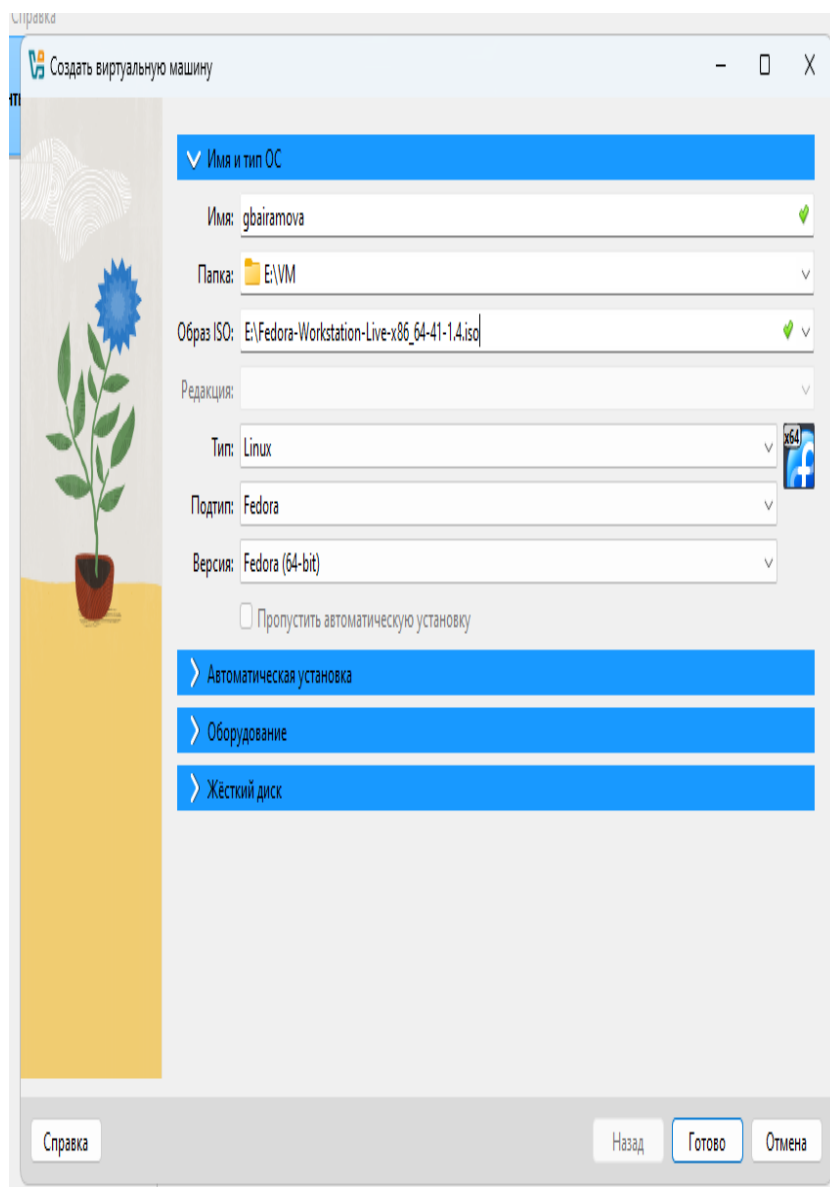 Справка
Создать виртуальную машину
Имя и тип ОС
Имя: gbairamova
Папка: E:\VM
Образ ISO: E:\Fedora-Workstation-Live-x86_64-41-1.4.iso
Редакция:
Тип: Linux
x64
Подтип: Fedora
Версия: Fedora (64-bit)
Пропустить автоматическую установку
Автоматическая установка
Оборудование
Жёсткий диск
Справка Назад Готово Отмена